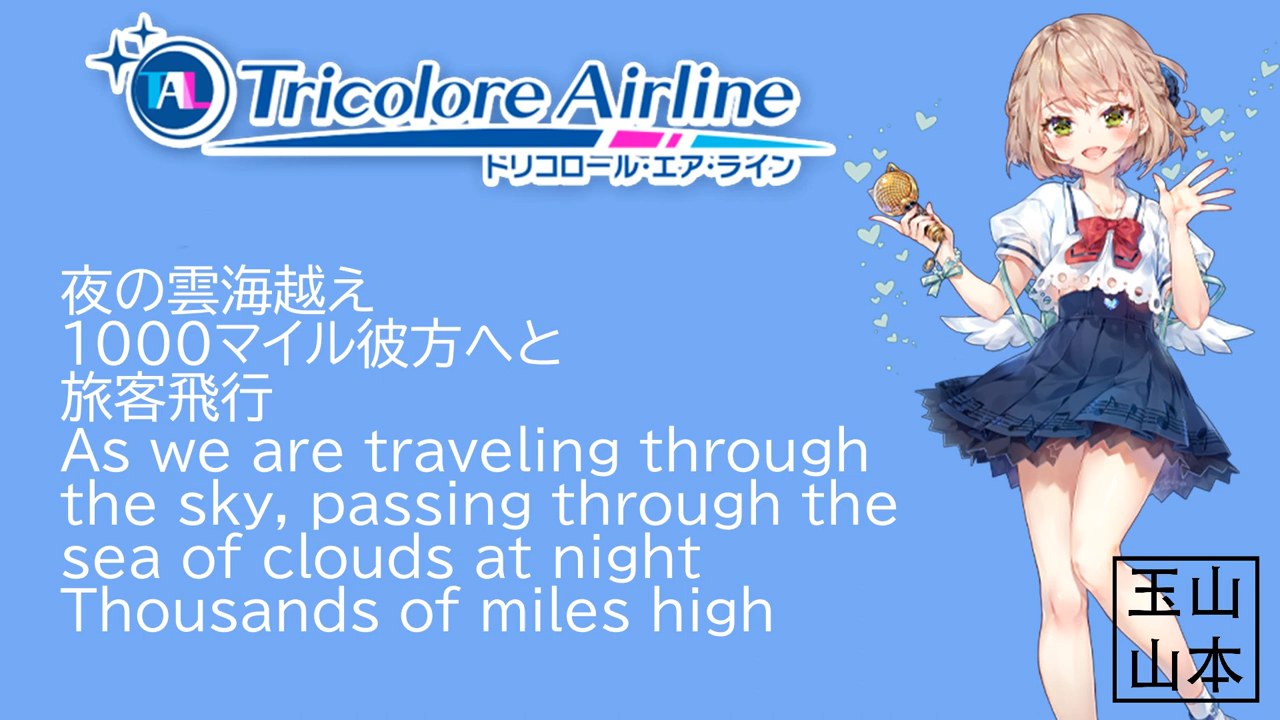 TAL Tricolore Airline
トリコロール・エア・ライン
夜の雲海越え
1000マイル彼方へと
旅客飛行
As we are traveling through
the sky, passing through the
sea of clouds at night
Thousands of miles high
玉山
山本